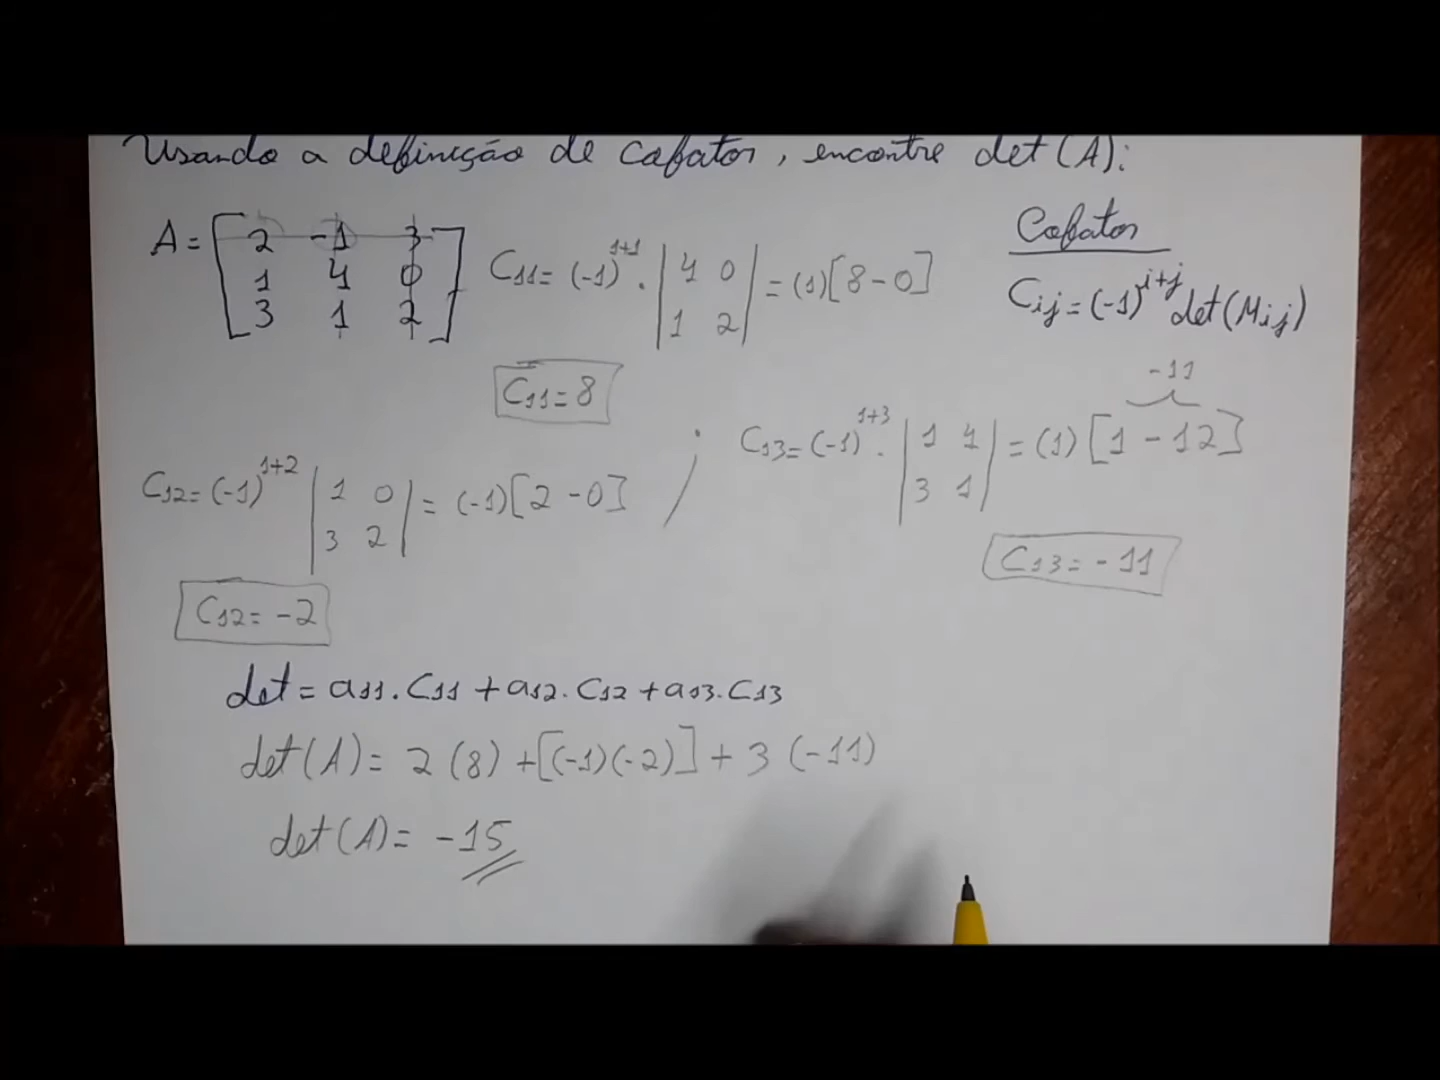 Usando a definição de cofator, encontre det(A):
A = [ 2 -1 3
1 4 0
3 1 2 ]
C11 = (-1)^1+1 . | 4 0
1 2 | = (1)[8-0]
C11 = 8
Cofator
Cij = (-1)^i+j det(Mij)
C12 = (-1)^1+2 | 1 0
3 2 | = (-1)[2-0] ;
C12 = -2
-11
C13 = (-1)^1+3 . | 1 4
3 1 | = (1)[1-12]
C13 = -11
det = a11.C11 + a12.C12 + a13.C13
det(A) = 2(8) + [(-1)(-2)] + 3(-11)
det(A) = -15